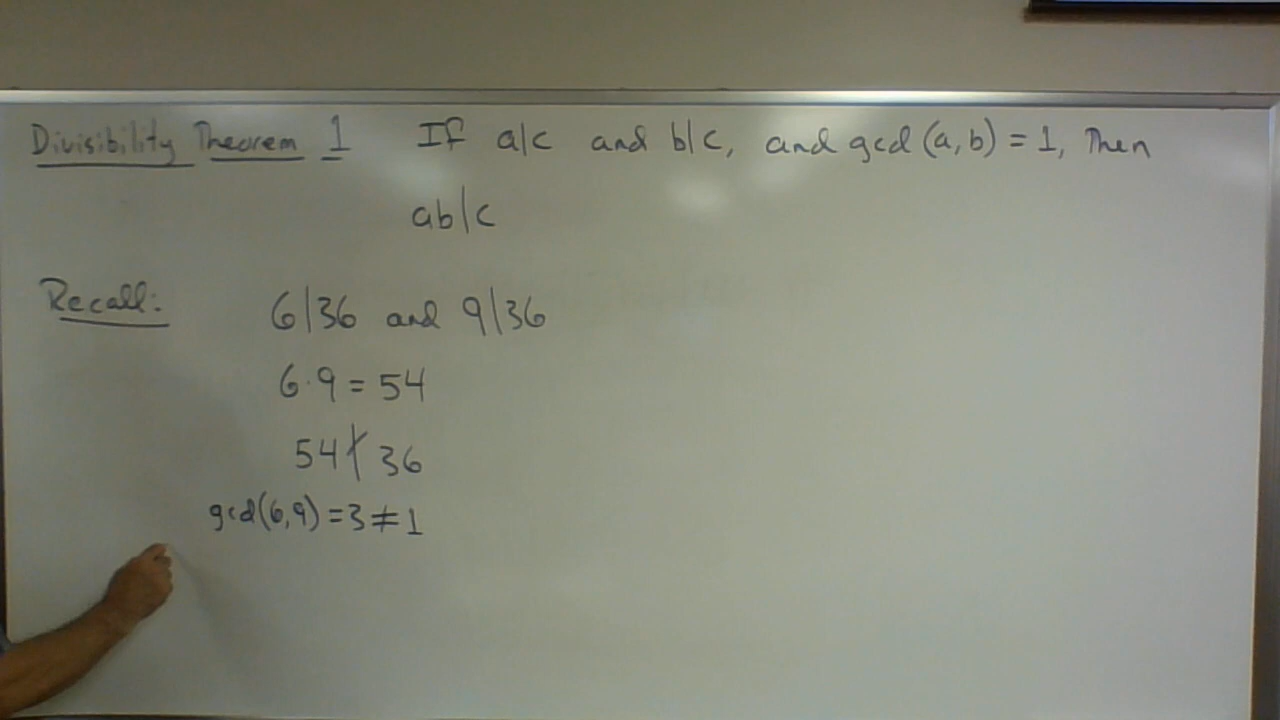 Divisibility Theorem 1 If a|c and b|c, and gcd(a,b) = 1, Then
ab|c
Recall: 6|36 and 9|36
6·9 = 54
54∤36
gcd(6,9) = 3 ≠ 1